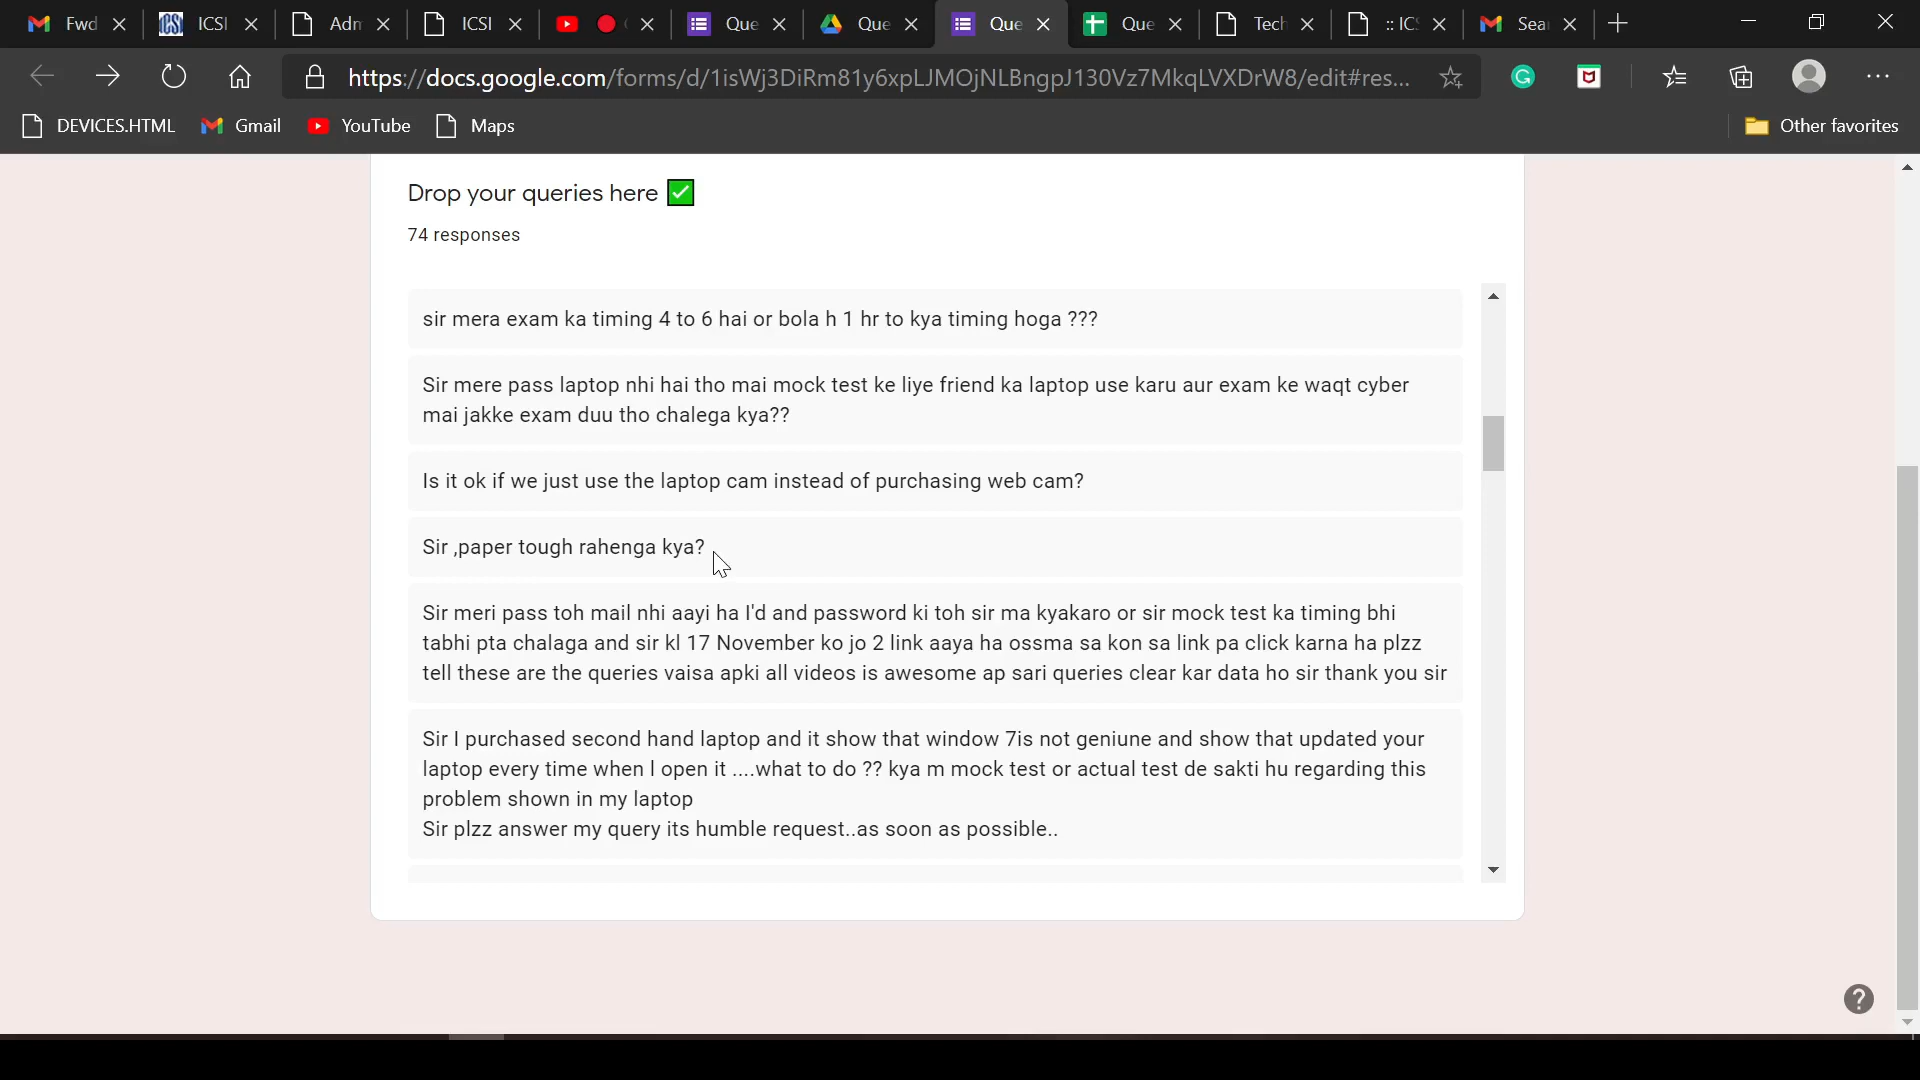 Fwd
ICSI
Adm
ICSI
Que
Que
Que
Que
Tech
:: ICS
Sea
https://docs.google.com/forms/d/1isWj3DiRm81y6xpLJMOjNLBngpJ130Vz7MkqLVXDrW8/edit#res...
DEVICES.HTML
Gmail
YouTube
Maps
Other favorites
Drop your queries here ✅
74 responses
sir mera exam ka timing 4 to 6 hai or bola h 1 hr to kya timing hoga ???
Sir mere pass laptop nhi hai tho mai mock test ke liye friend ka laptop use karu aur exam ke waqt cyber
mai jakke exam duu tho chalega kya??
Is it ok if we just use the laptop cam instead of purchasing web cam?
Sir ,paper tough rahenga kya?
Sir meri pass toh mail nhi aayi ha I'd and password ki toh sir ma kyakaro or sir mock test ka timing bhi
tabhi pta chalaga and sir kl 17 November ko jo 2 link aaya ha ossma sa kon sa link pa click karna ha plzz
tell these are the queries vaisa apki all videos is awesome ap sari queries clear kar data ho sir thank you sir
Sir I purchased second hand laptop and it show that window 7is not geniune and show that updated your
laptop every time when I open it ....what to do ?? kya m mock test or actual test de sakti hu regarding this
problem shown in my laptop
Sir plzz answer my query its humble request..as soon as possible..